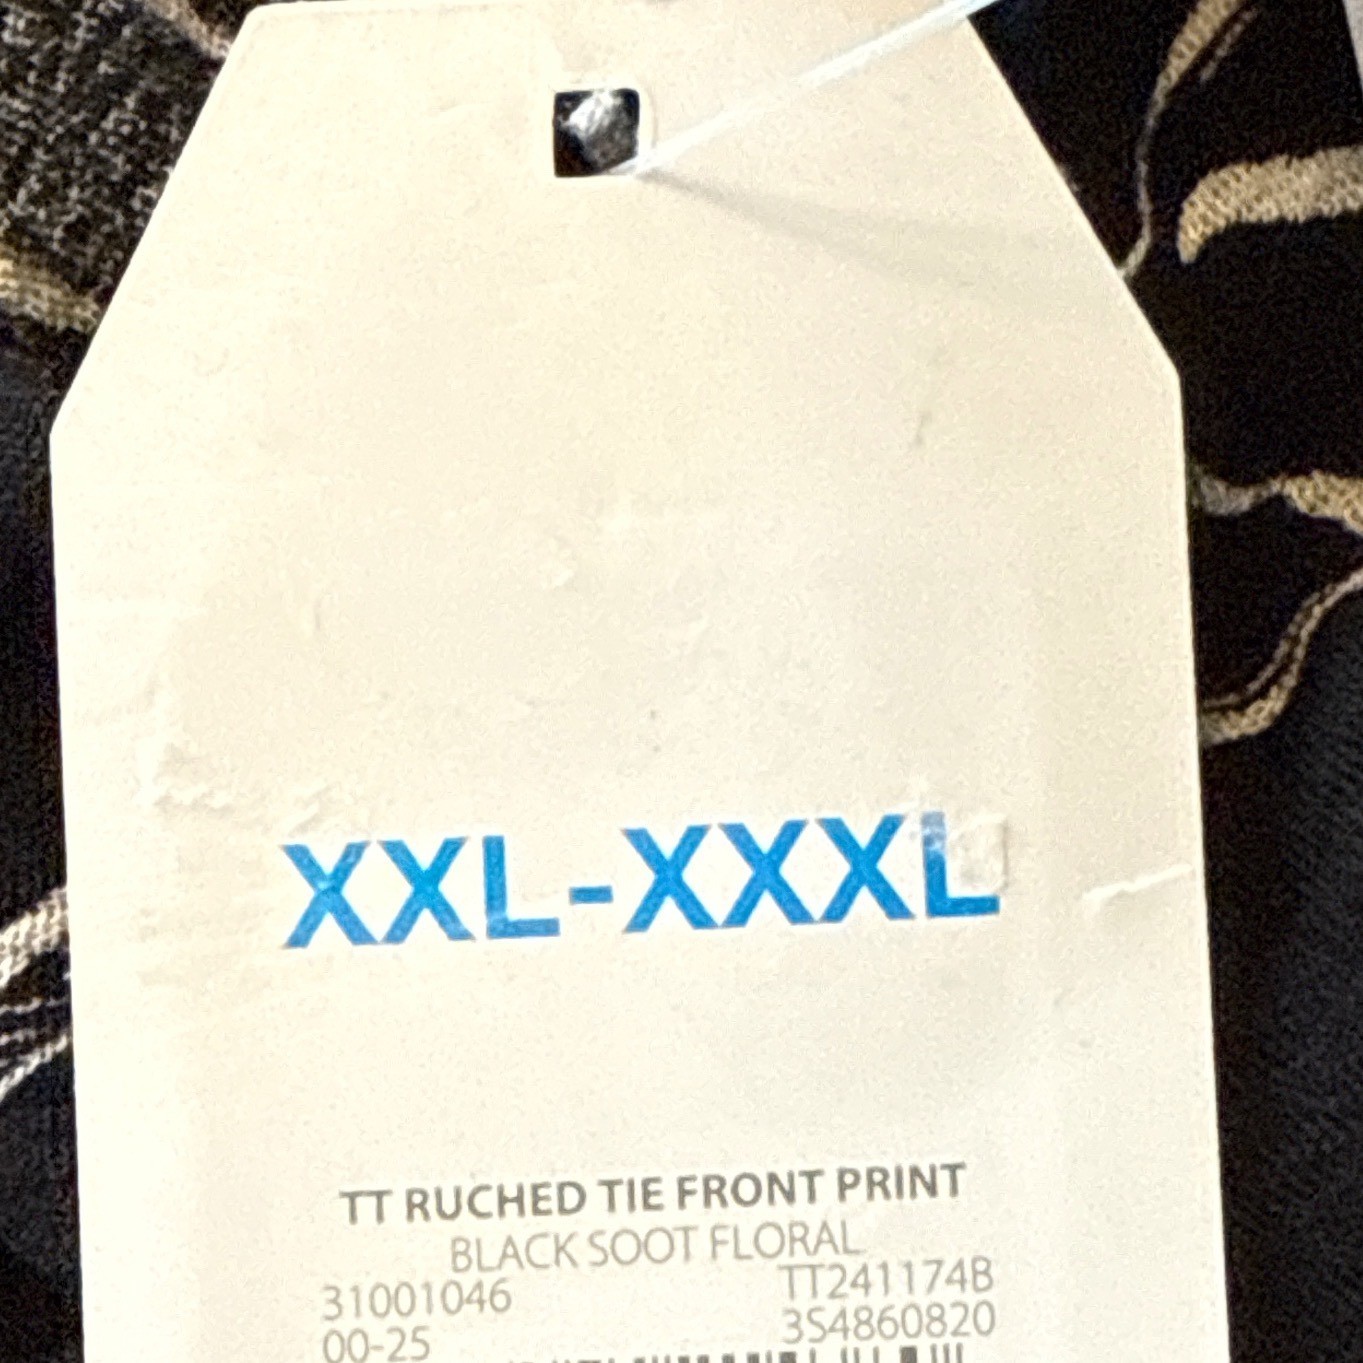 XXL-XXXL
TT RUCHED TIE FRONT PRINT
BLACK SOOT FLORAL
31001046 TT241174B
00-25 3S4860820